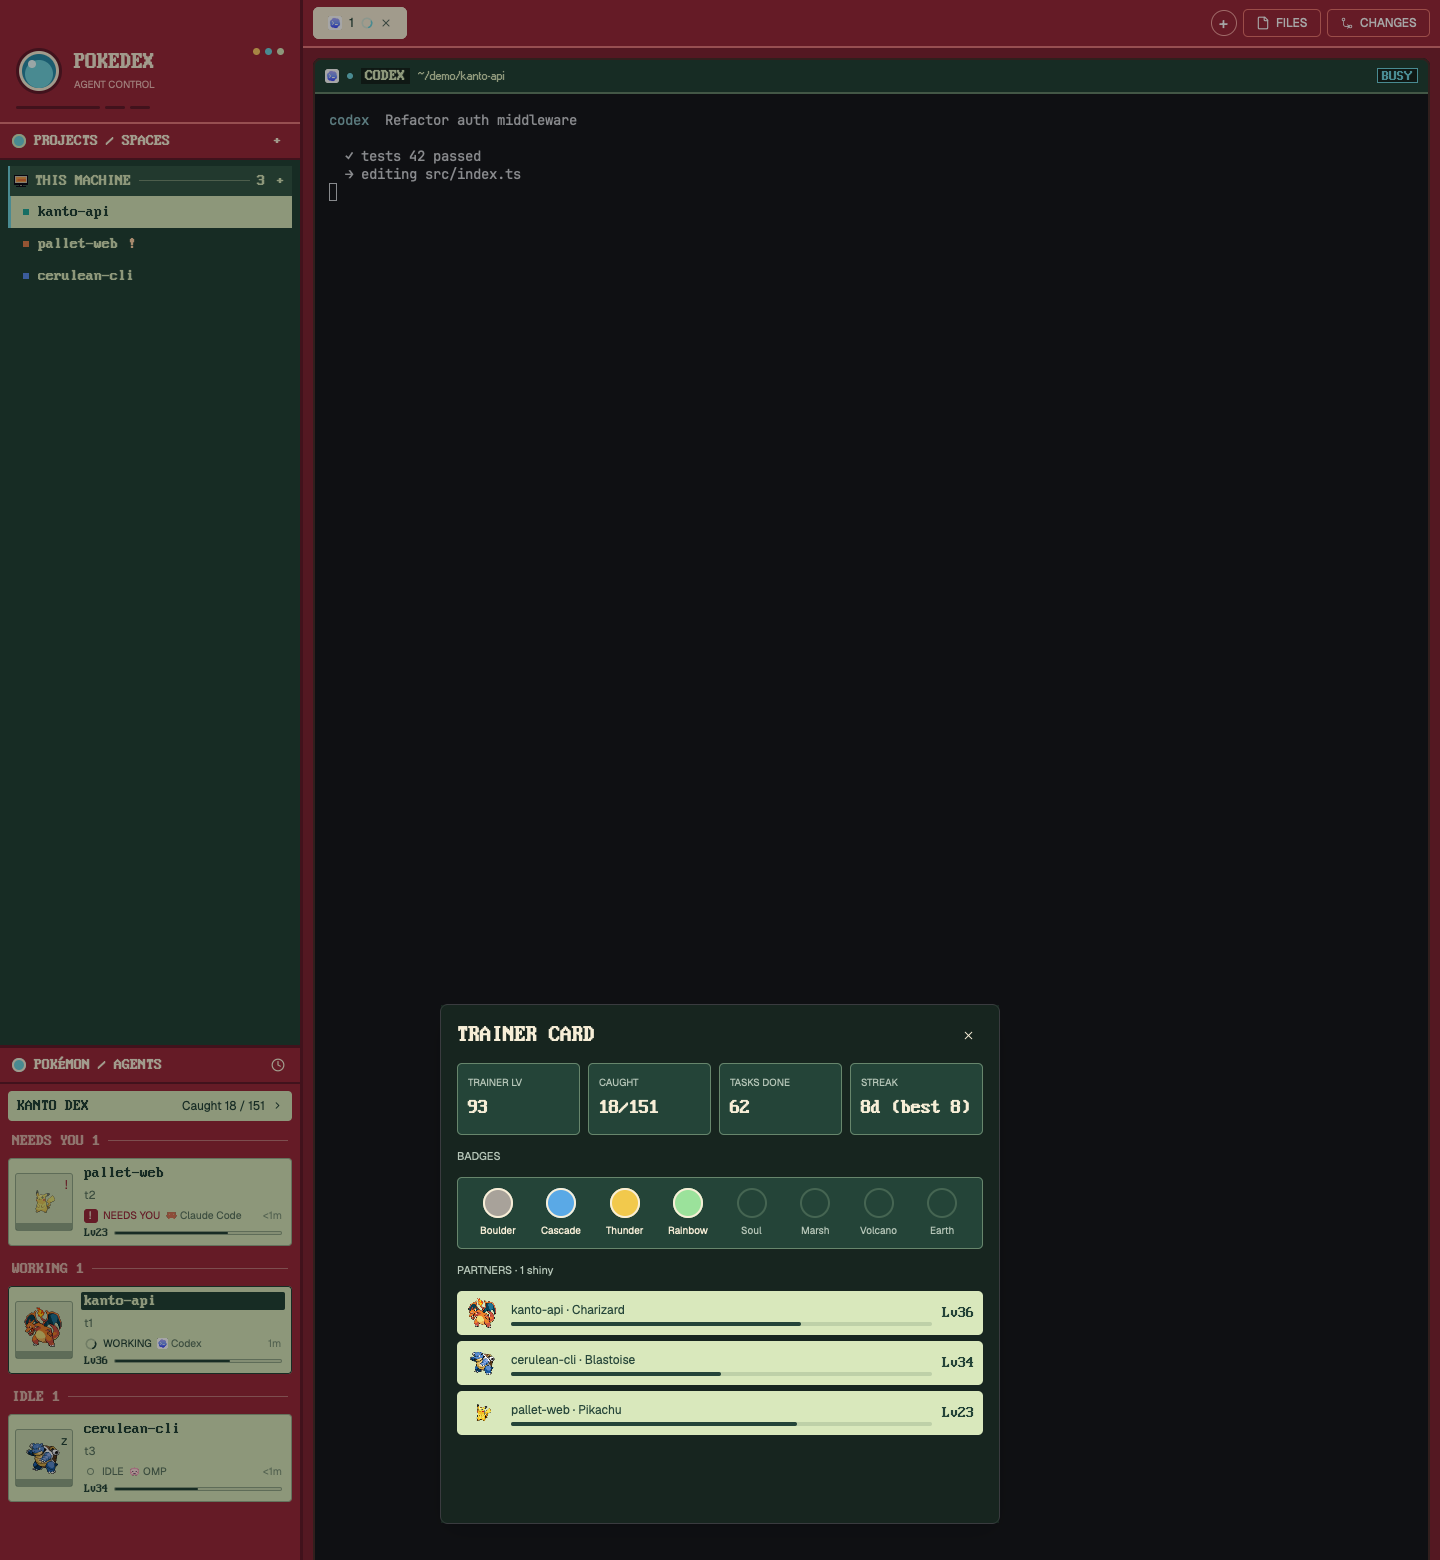 POKEDEX
AGENT CONTROL
PROJECTS / SPACES +
THIS MACHINE 3 +
kanto-api
pallet-web !
cerulean-cli
POKéMON / AGENTS
KANTO DEX Caught 18 / 151 ›
NEEDS YOU 1
pallet-web
!
t2
! NEEDS YOU Claude Code <1m
Lv23
WORKING 1
kanto-api
t1
WORKING Codex 1m
Lv36
IDLE 1
cerulean-cli
z
t3
IDLE OMP <1m
Lv34
1 ×
+ FILES CHANGES
CODEX ~/demo/kanto-api BUSY
codex Refactor auth middleware
✓ tests 42 passed
→ editing src/index.ts
TRAINER CARD ×
TRAINER LV
93
CAUGHT
18/151
TASKS DONE
62
STREAK
8d (best 8)
BADGES
Boulder Cascade Thunder Rainbow Soul Marsh Volcano Earth
PARTNERS · 1 shiny
kanto-api · Charizard Lv36
cerulean-cli · Blastoise Lv34
pallet-web · Pikachu Lv23